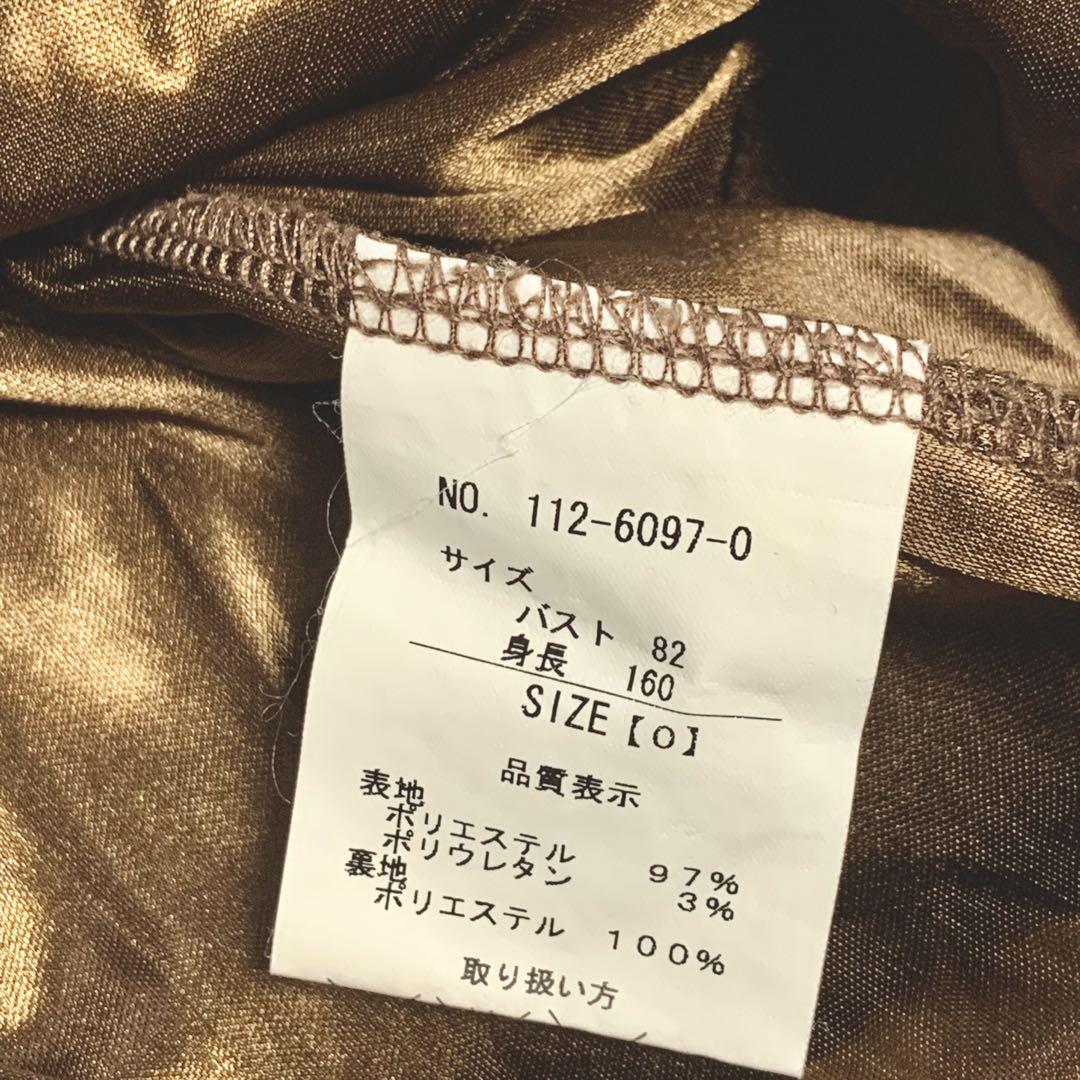 NO. 112-6097-0
サイズ
バスト 82
身長 160
SIZE【０】
品質表示
表地
ポリエステル ９７％
ポリウレタン ３％
裏地
ポリエステル １００％
取り扱い方